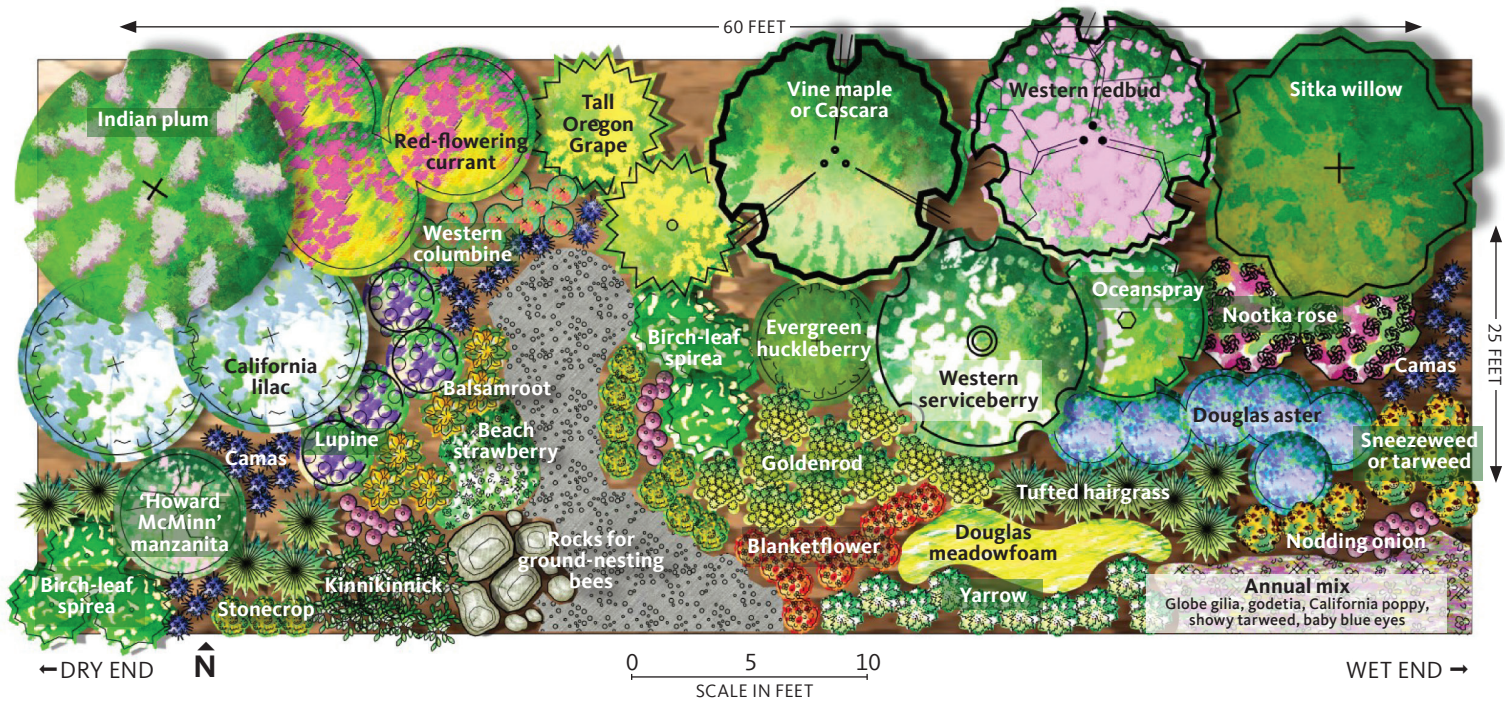 60 FEET
Indian plum
Red-flowering
currant
Tall
Oregon
Grape
Vine maple
or Cascara
Western redbud
Sitka willow
Western
columbine
California
lilac
Balsamroot
Birch-leaf
spirea
Evergreen
huckleberry
Western
serviceberry
Oceanspray
Nootka rose
25 FEET
Camas
Camas
Lupine
Beach
strawberry
Goldenrod
Douglas aster
Sneezeweed
or tarweed
'Howard
McMinn'
manzanita
Tufted hairgrass
Rocks for
ground-nesting
bees
Blanketflower
Douglas
meadowfoam
Nodding onion
Birch-leaf
spirea
Stonecrop
Kinnikinnick
Yarrow
Annual mix
Globe gilia, godetia, California poppy,
showy tarweed, baby blue eyes
←DRY END
N
0 5 10
SCALE IN FEET
WET END →